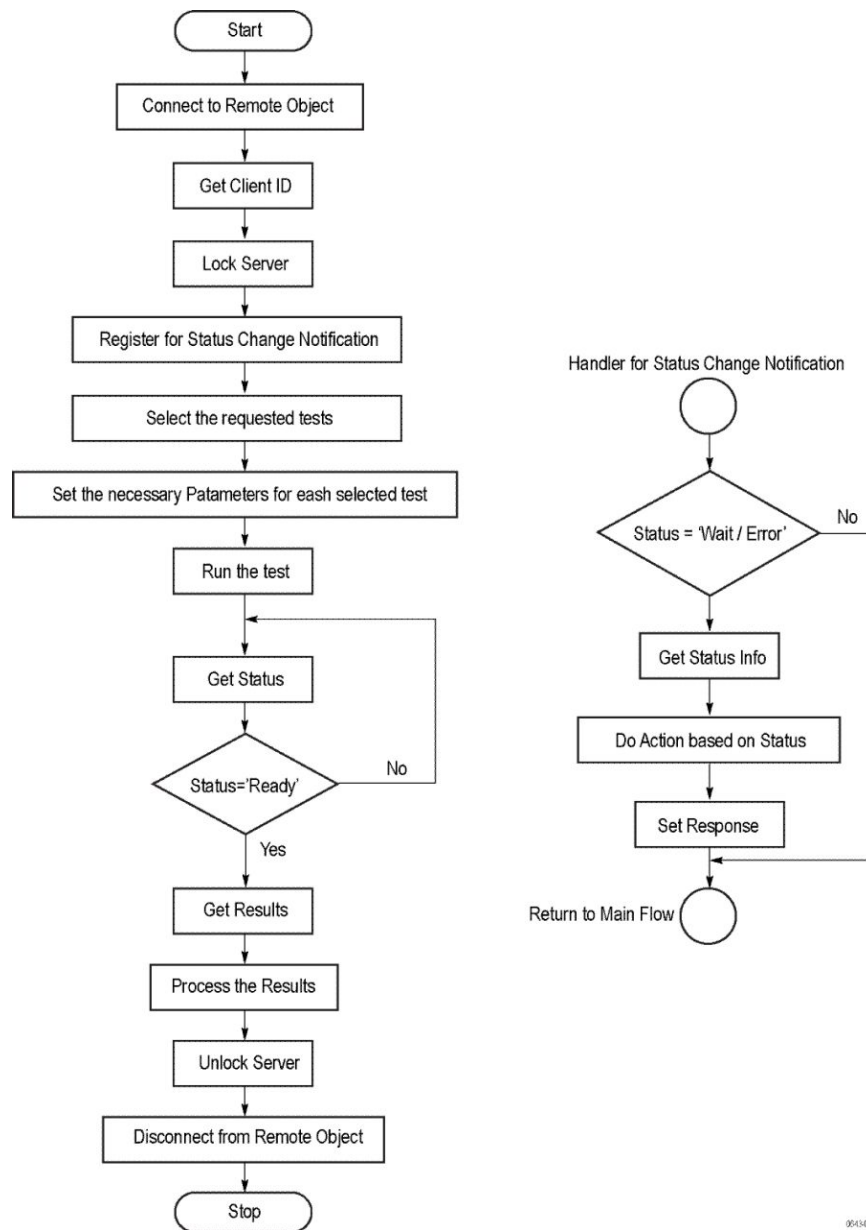 Start
Connect to Remote Object
Get Client ID
Lock Server
Register for Status Change Notification
Select the requested tests
Set the necessary Patameters for eash selected test
Run the test
Get Status
Status='Ready'
No
Yes
Get Results
Process the Results
Unlock Server
Disconnect from Remote Object
Stop
Handler for Status Change Notification
Status = 'Wait / Error'
No
Get Status Info
Do Action based on Status
Set Response
Return to Main Flow